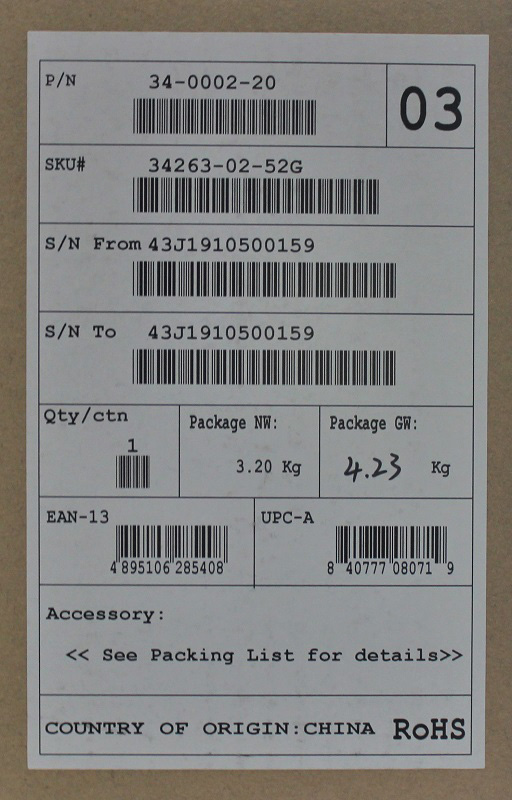 P/N 34-0002-20
03
SKU# 34263-02-52G
S/N From 43J1910500159
S/N To 43J1910500159
Qty/ctn
1
Package NW:
3.20 Kg
Package GW:
4.23 Kg
EAN-13
4 895106 285408
UPC-A
8 40777 08071 9
Accessory:
<< See Packing List for details>>
COUNTRY OF ORIGIN:CHINA RoHS